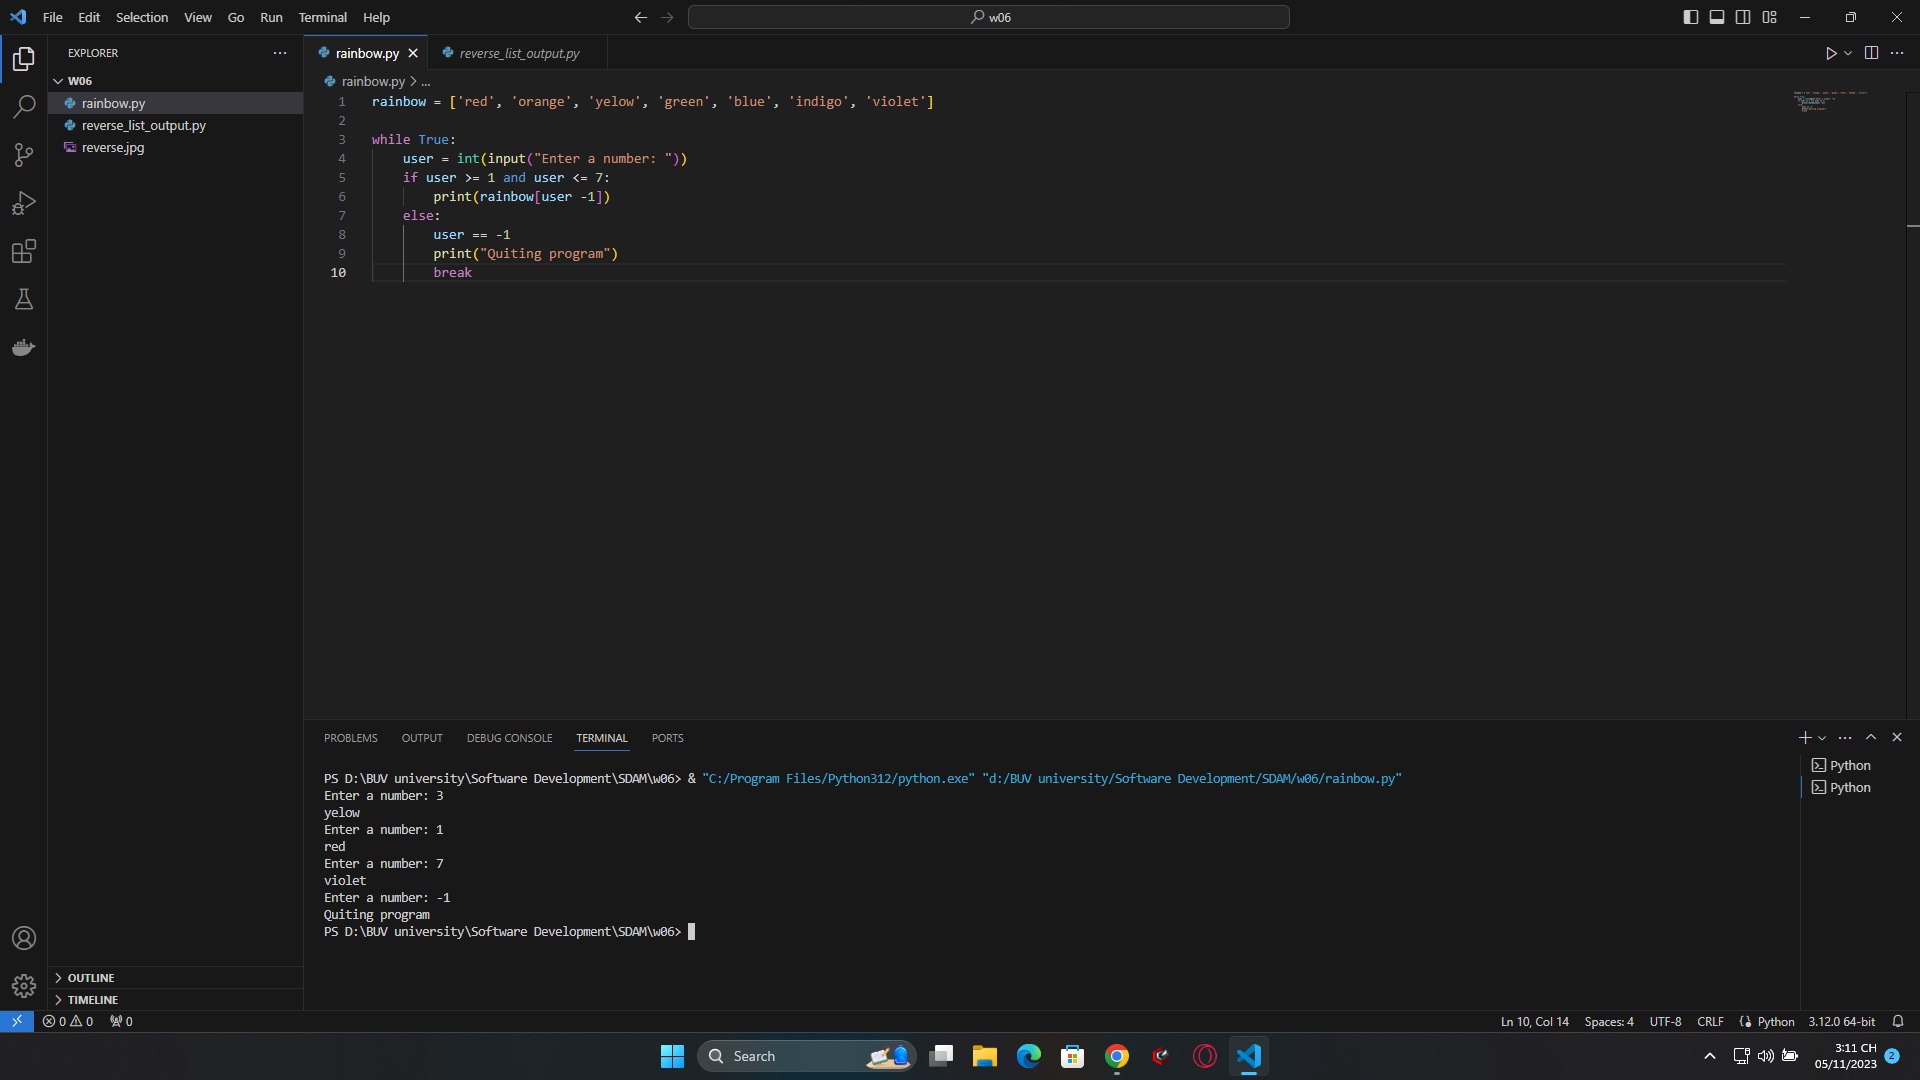 File Edit Selection View Go Run Terminal Help
w06
EXPLORER
W06
rainbow.py
reverse_list_output.py
reverse.jpg
rainbow.py reverse_list_output.py
rainbow.py > ...
1 rainbow = ['red', 'orange', 'yelow', 'green', 'blue', 'indigo', 'violet']
2
3 while True:
4 user = int(input("Enter a number: "))
5 if user >= 1 and user <= 7:
6 print(rainbow[user -1])
7 else:
8 user == -1
9 print("Quiting program")
10 break
PROBLEMS OUTPUT DEBUG CONSOLE TERMINAL PORTS
PS D:\BUV university\Software Development\SDAM\w06> & "C:/Program Files/Python312/python.exe" "d:/BUV university/Software Development/SDAM/w06/rainbow.py"
Enter a number: 3
yelow
Enter a number: 1
red
Enter a number: 7
violet
Enter a number: -1
Quiting program
PS D:\BUV university\Software Development\SDAM\w06>
Python
Python
OUTLINE
TIMELINE
0 0 0
Ln 10, Col 14 Spaces: 4 UTF-8 CRLF Python 3.12.0 64-bit
Search
3:11 CH
05/11/2023
2